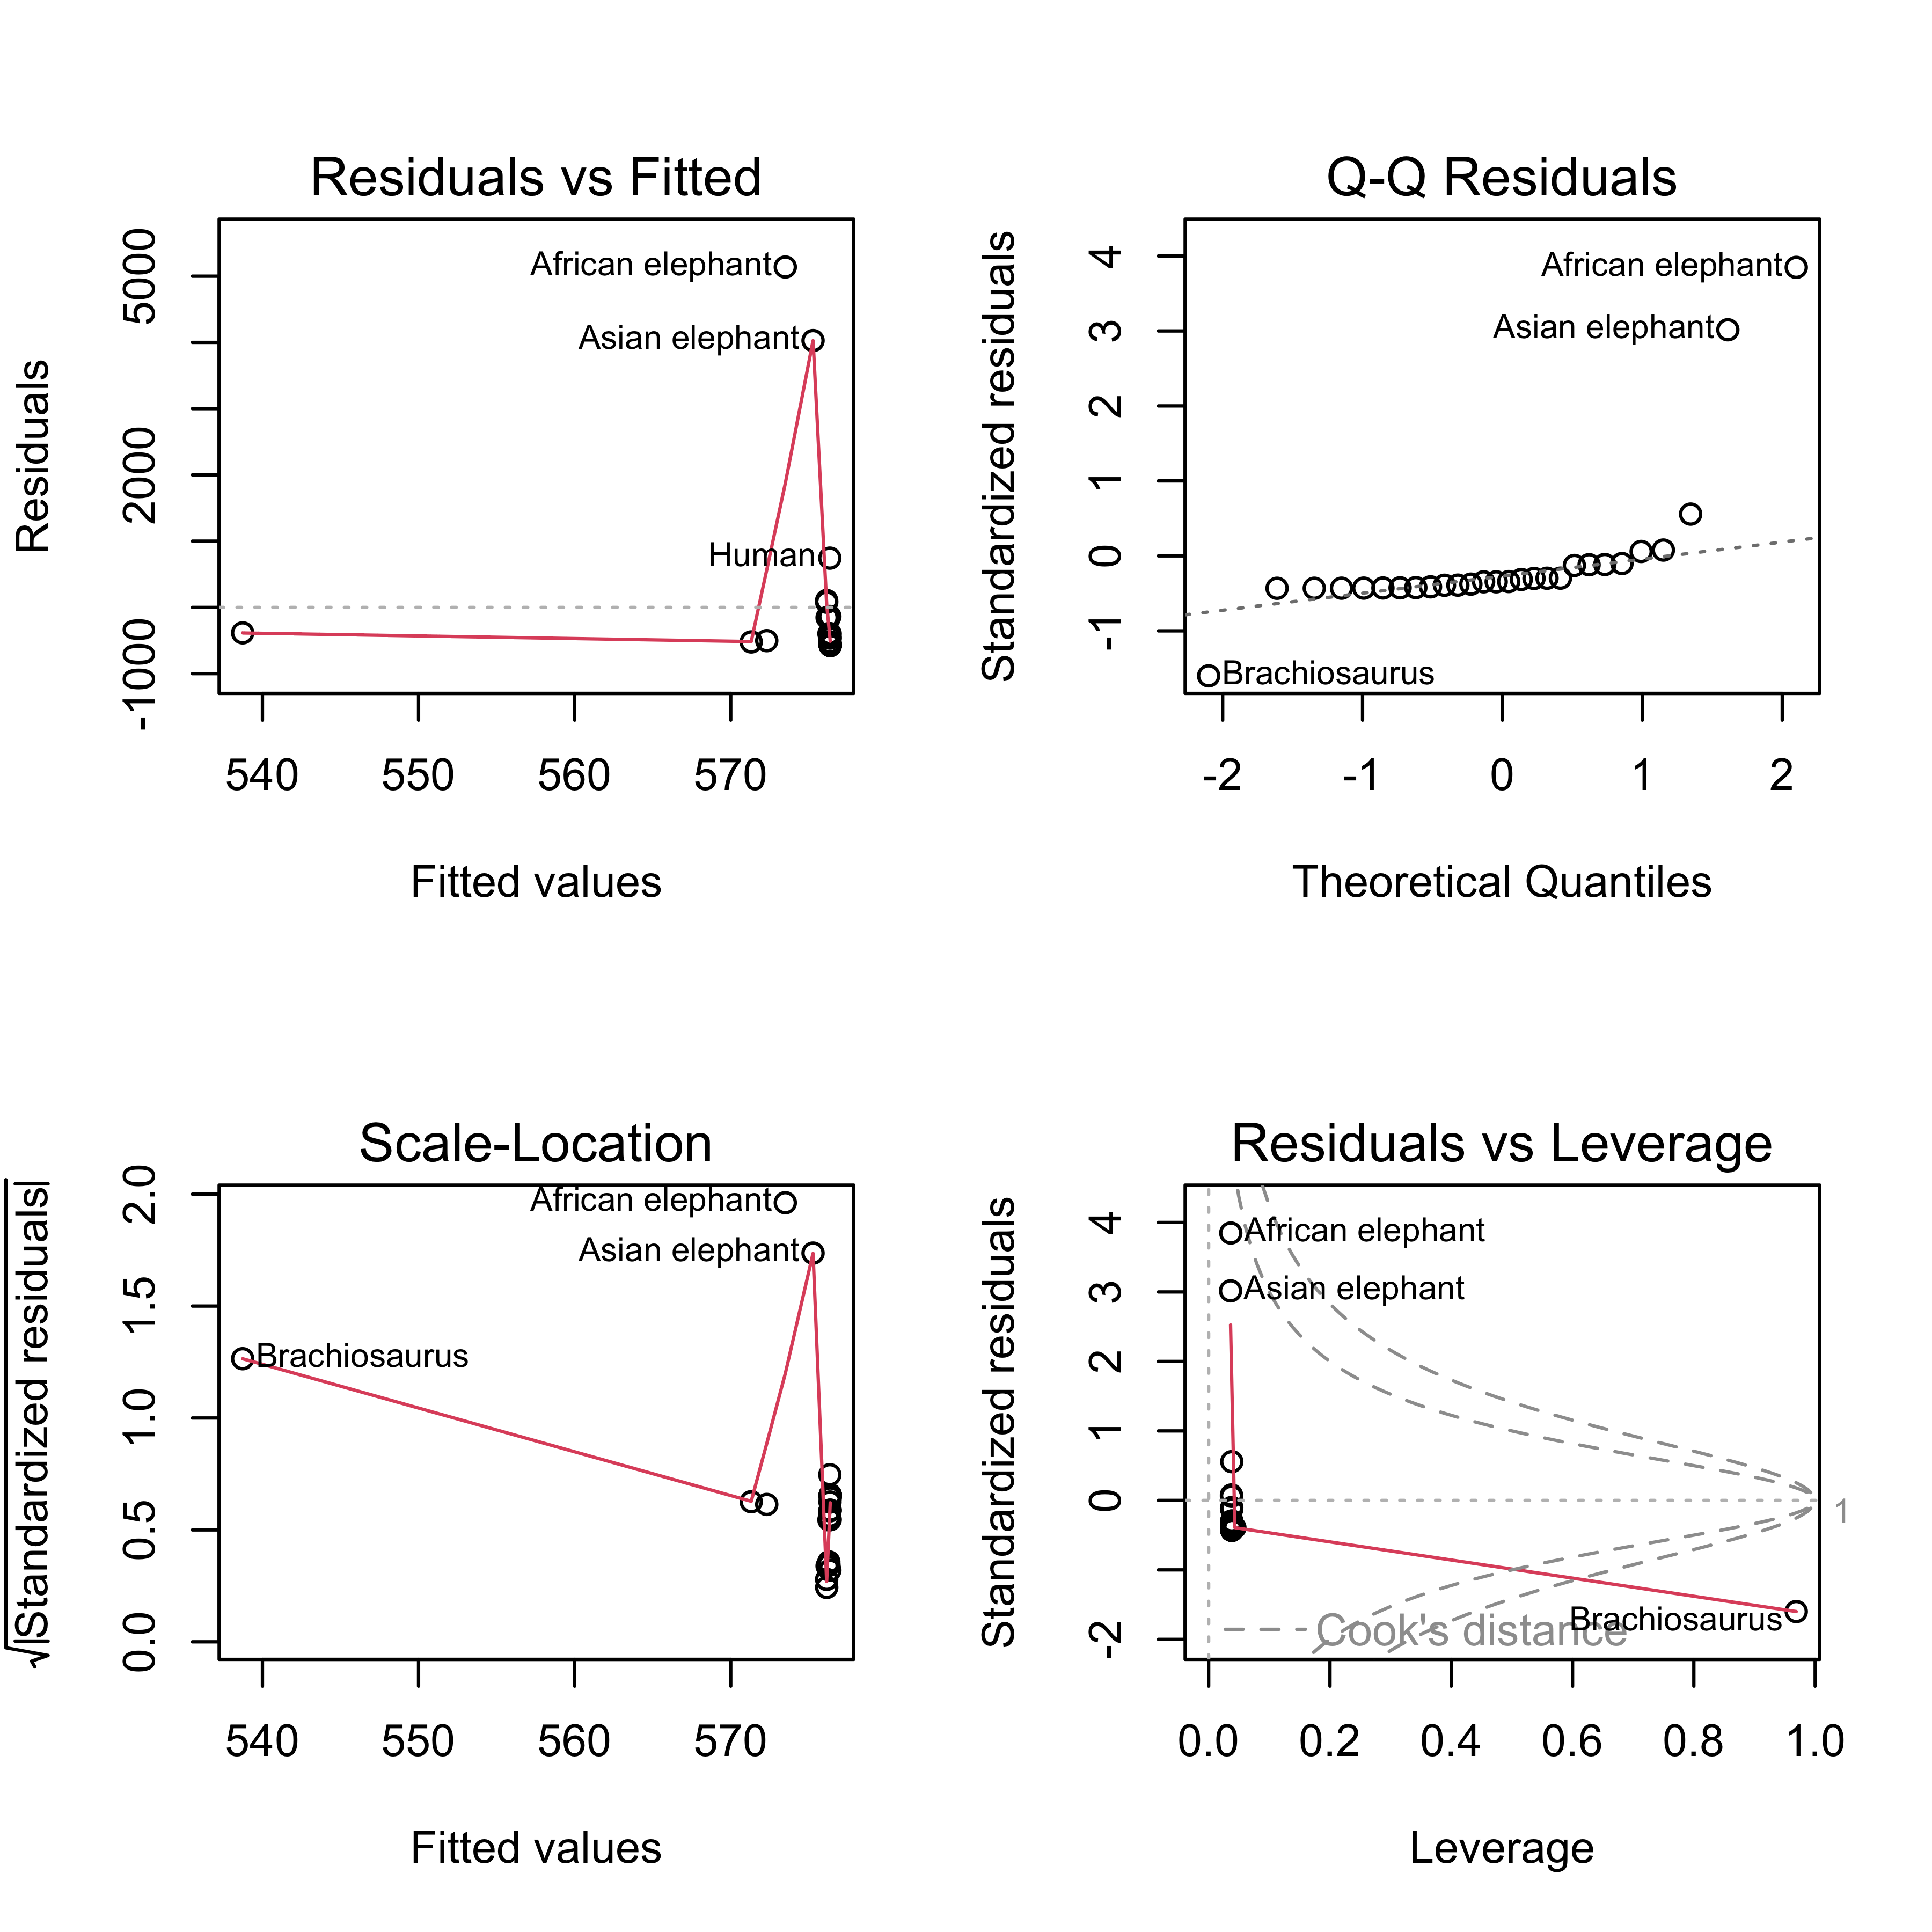 Residuals vs Fitted
Residuals
5000
2000
-1000
African elephant
Asian elephant
Human
540 550 560 570
Fitted values
Q-Q Residuals
Standardized residuals
4
3
2
1
0
-1
African elephant
Asian elephant
Brachiosaurus
-2 -1 0 1 2
Theoretical Quantiles
Scale-Location
√|Standardized residuals|
2.0
1.5
1.0
0.5
0.0
African elephant
Asian elephant
Brachiosaurus
540 550 560 570
Fitted values
Residuals vs Leverage
Standardized residuals
4
3
2
1
0
-2
African elephant
Asian elephant
1
Brachiosaurus
Cook's distance
0.0 0.2 0.4 0.6 0.8 1.0
Leverage